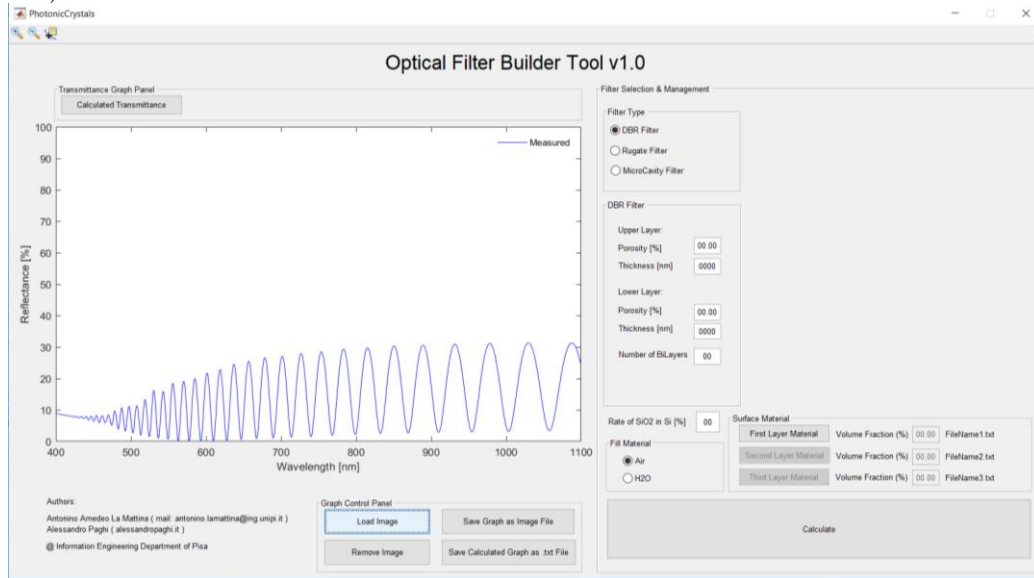 PhotonicCrystals
Optical Filter Builder Tool v1.0
Transmittance Graph Panel
Calculated Transmittance
100
90
80
70
60
50
40
30
20
10
0
Reflectance [%]
Measured
400 500 600 700 800 900 1000 1100
Wavelength [nm]
Authors:
Antonino Amedeo La Mattina ( mail: antonino.lamattina@ing.unipi.it )
Alessandro Paghi ( alessandropaghi.it )
@ Information Engineering Department of Pisa
Graph Control Panel
Load Image
Save Graph as Image File
Remove Image
Save Calculated Graph as .txt File
Filter Selection & Management
Filter Type
DBR Filter
Rugate Filter
MicroCavity Filter
DBR Filter
Upper Layer:
Porosity [%] 00.00
Thickness [nm] 0000
Lower Layer:
Porosity [%] 00.00
Thickness [nm] 0000
Number of BiLayers 00
Rate of SiO2 in Si [%] 00
Fill Material
Air
H2O
Surface Material
First Layer Material Volume Fraction (%) 00.00 FileName1.txt
Second Layer Material Volume Fraction (%) 00.00 FileName2.txt
Third Layer Material Volume Fraction (%) 00.00 FileName3.txt
Calculate